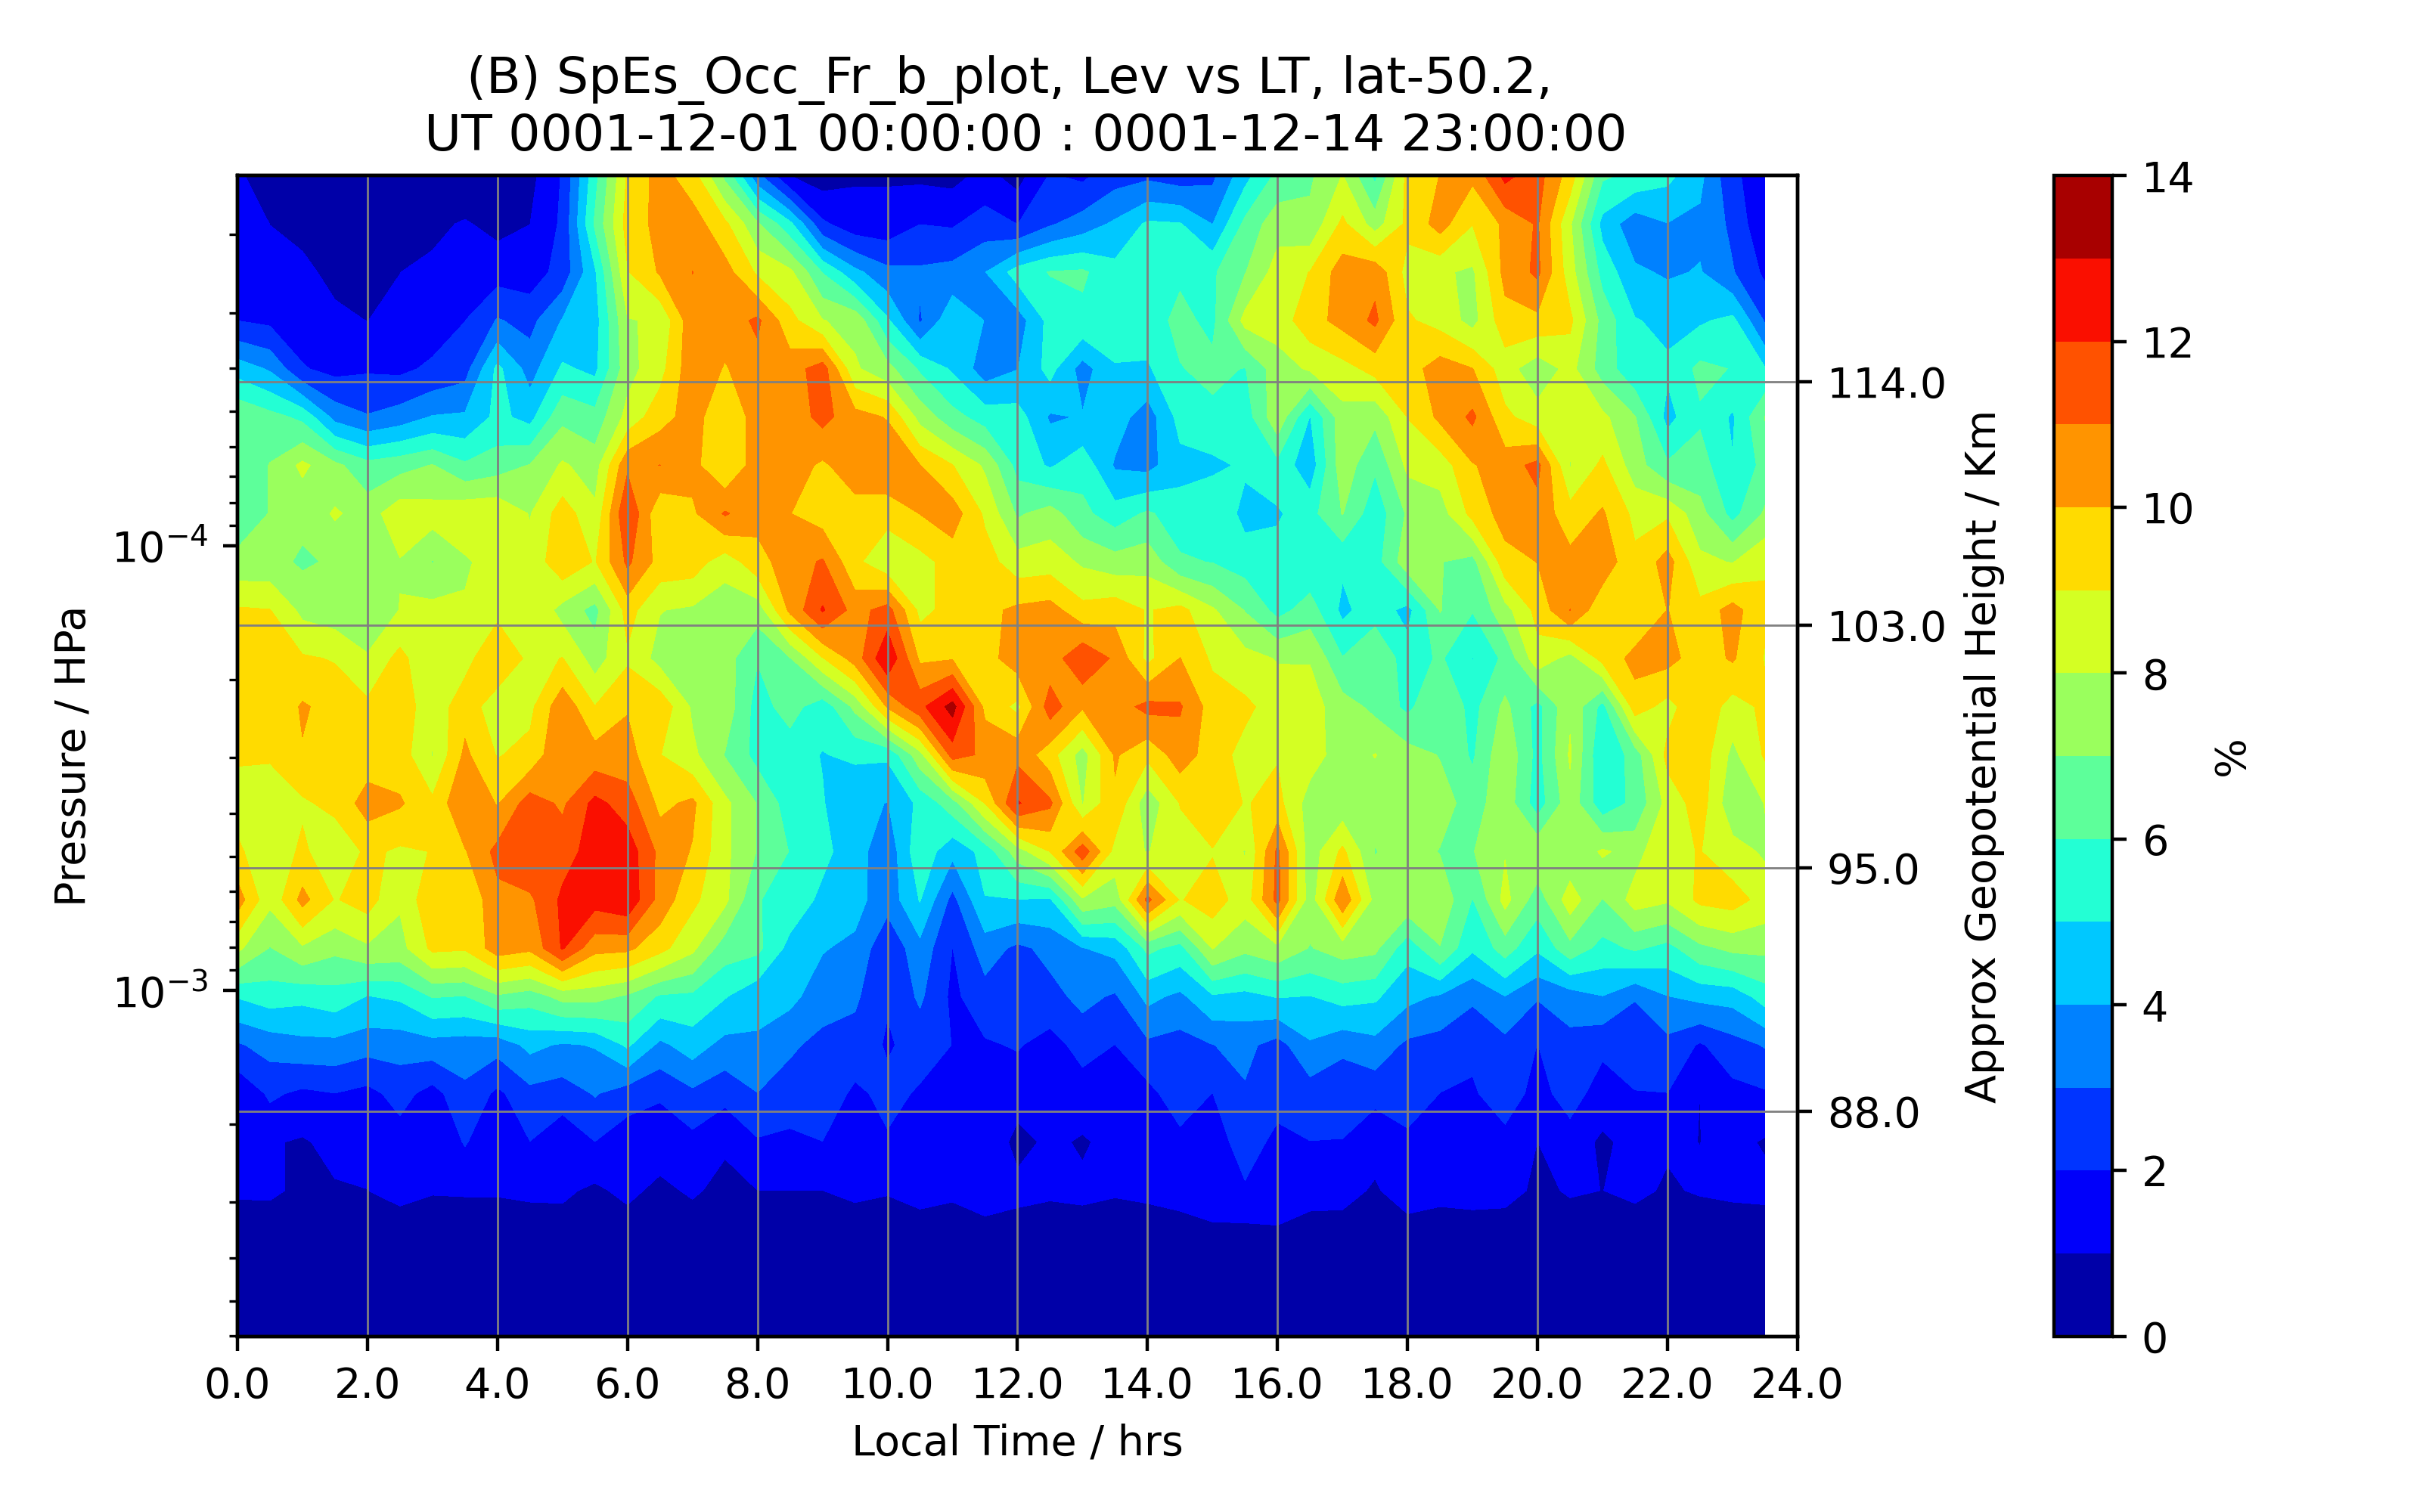 (B) SpEs_Occ_Fr_b_plot, Lev vs LT, lat-50.2,
UT 0001-12-01 00:00:00 : 0001-12-14 23:00:00
Pressure / HPa
10⁻⁴
10⁻³
0.0 2.0 4.0 6.0 8.0 10.0 12.0 14.0 16.0 18.0 20.0 22.0 24.0
Local Time / hrs
114.0
103.0
95.0
88.0
Approx Geopotential Height / Km
14
12
10
8
6
4
2
0
%